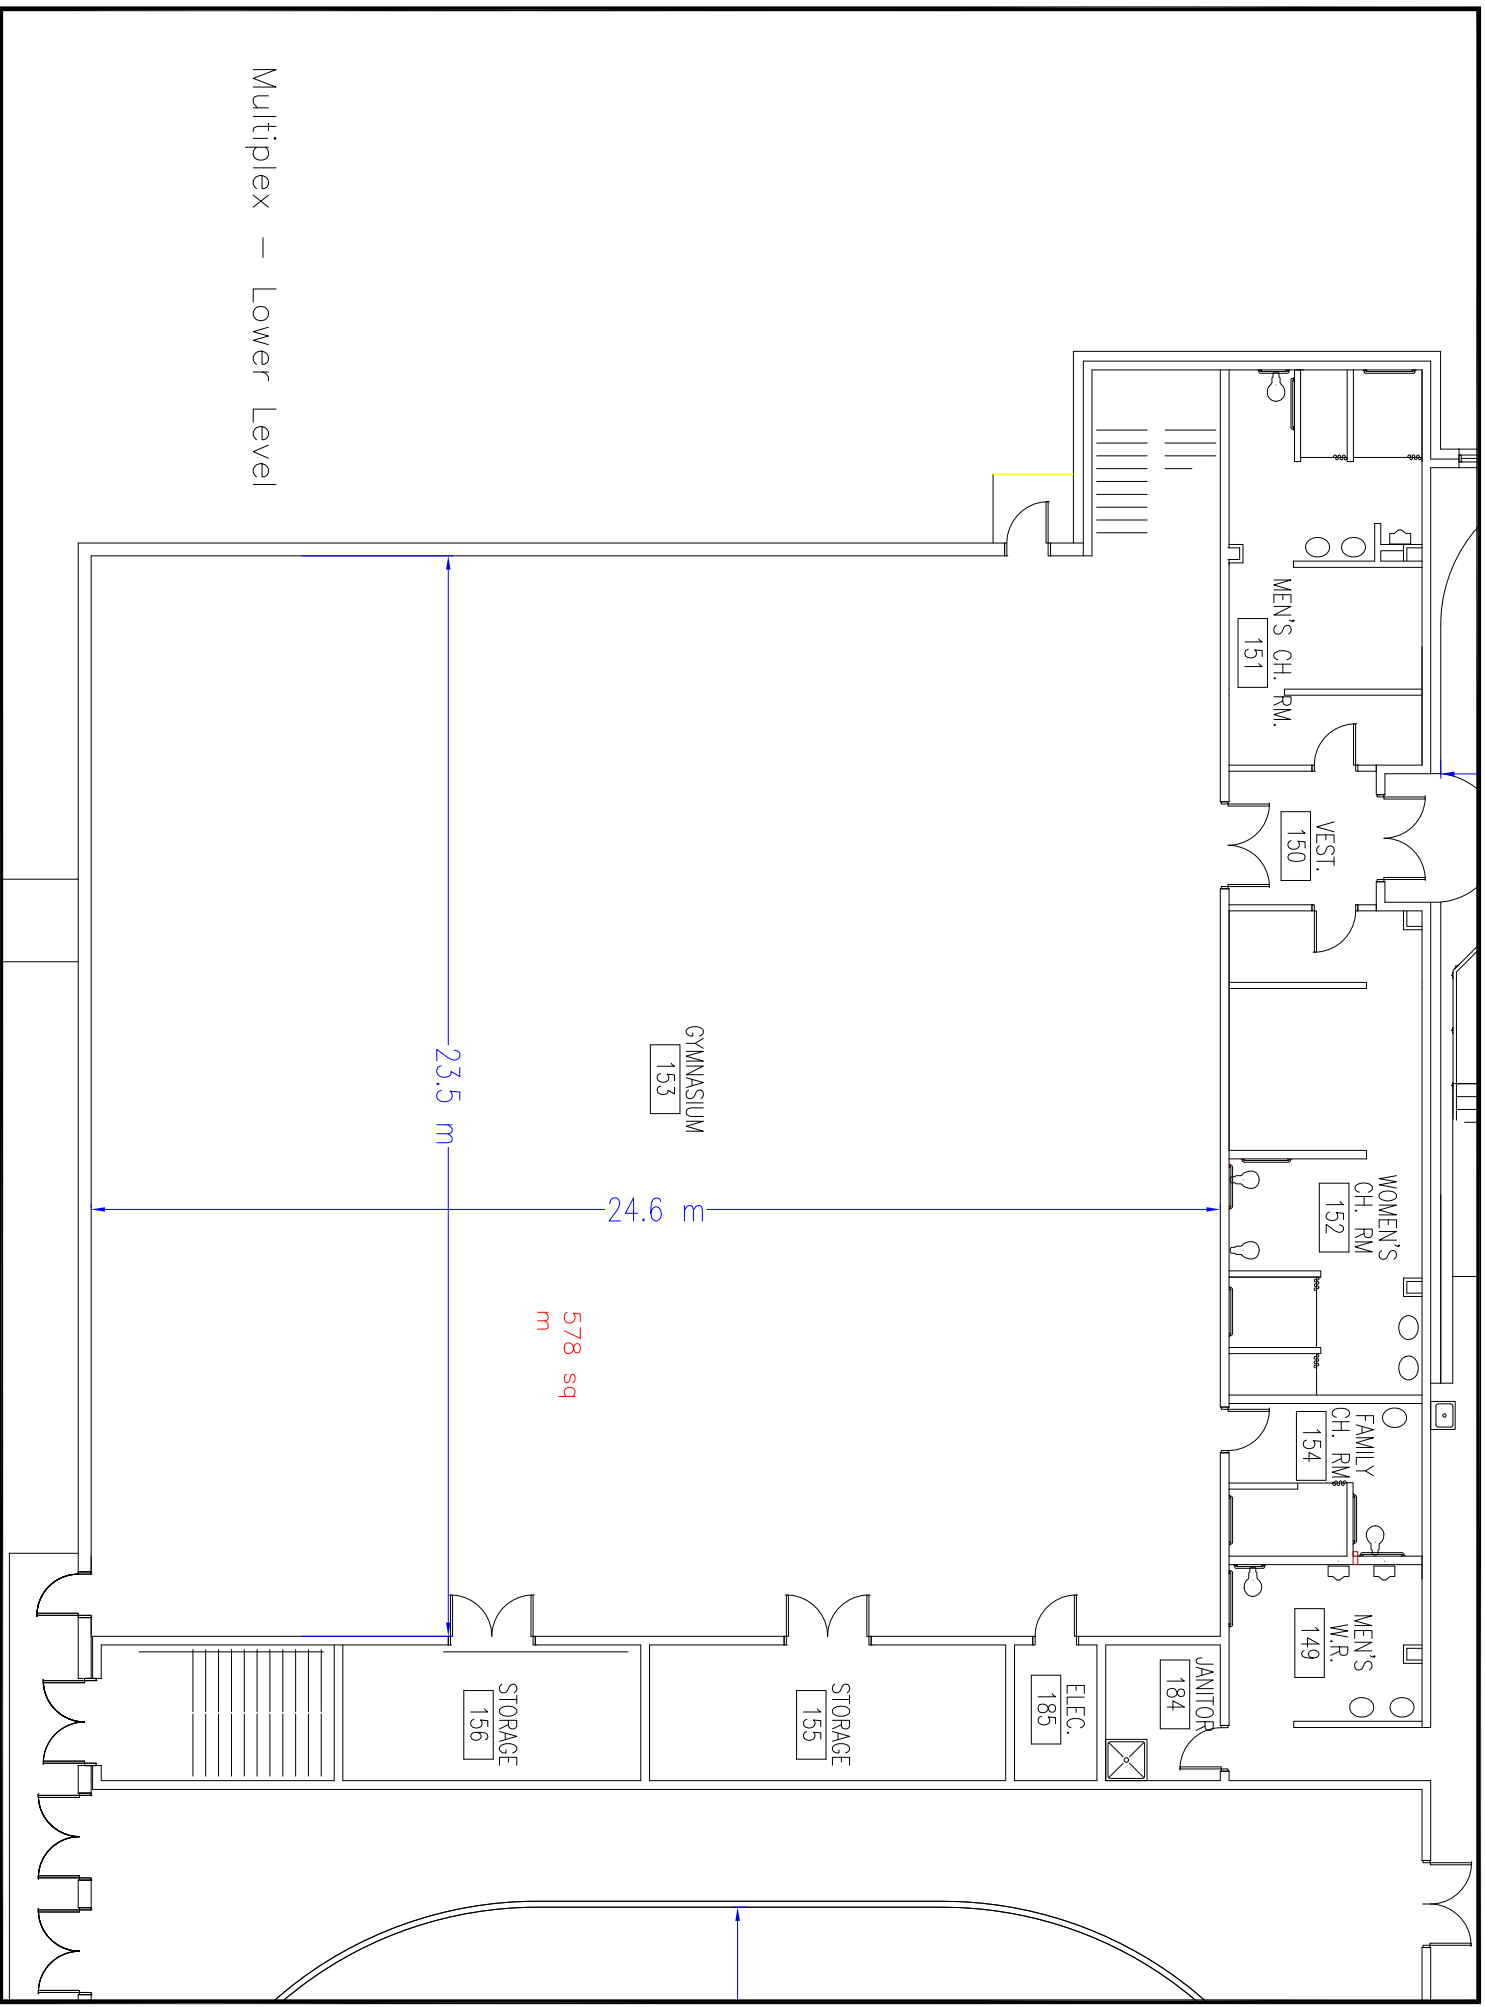 Multiplex - Lower Level
MEN'S CH. RM.
151
VEST.
150
WOMEN'S
CH. RM
152
FAMILY
CH. RM
154
MEN'S
W.R.
149
JANITOR
184
ELEC.
185
STORAGE
155
STORAGE
156
GYMNASIUM
153
23.5 m
24.6 m
578 sq
m